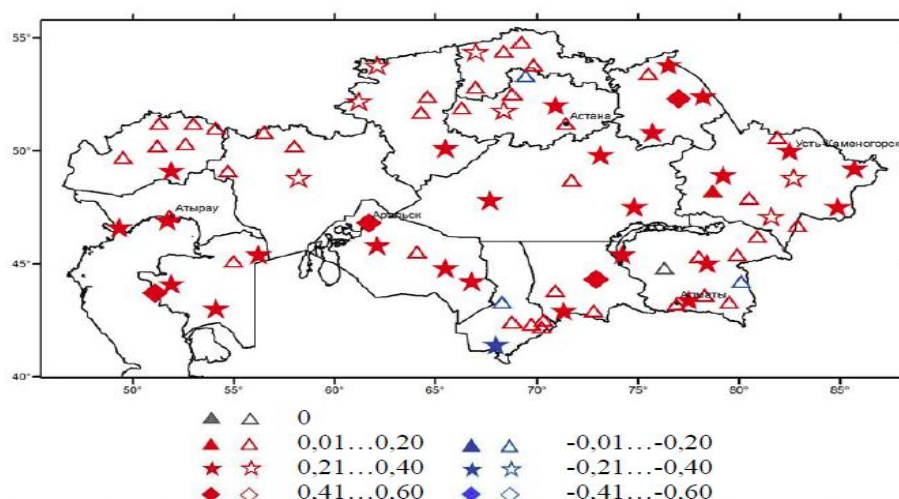 55°
Астана
50°
Усть-Каменогорск
Атырау
Аральск
45°
Алматы
40°
50° 55° 60° 65° 70° 75° 80° 85°
0
0,01…0,20 -0,01…-0,20
0,21…0,40 -0,21…-0,40
0,41…0,60 -0,41…-0,60